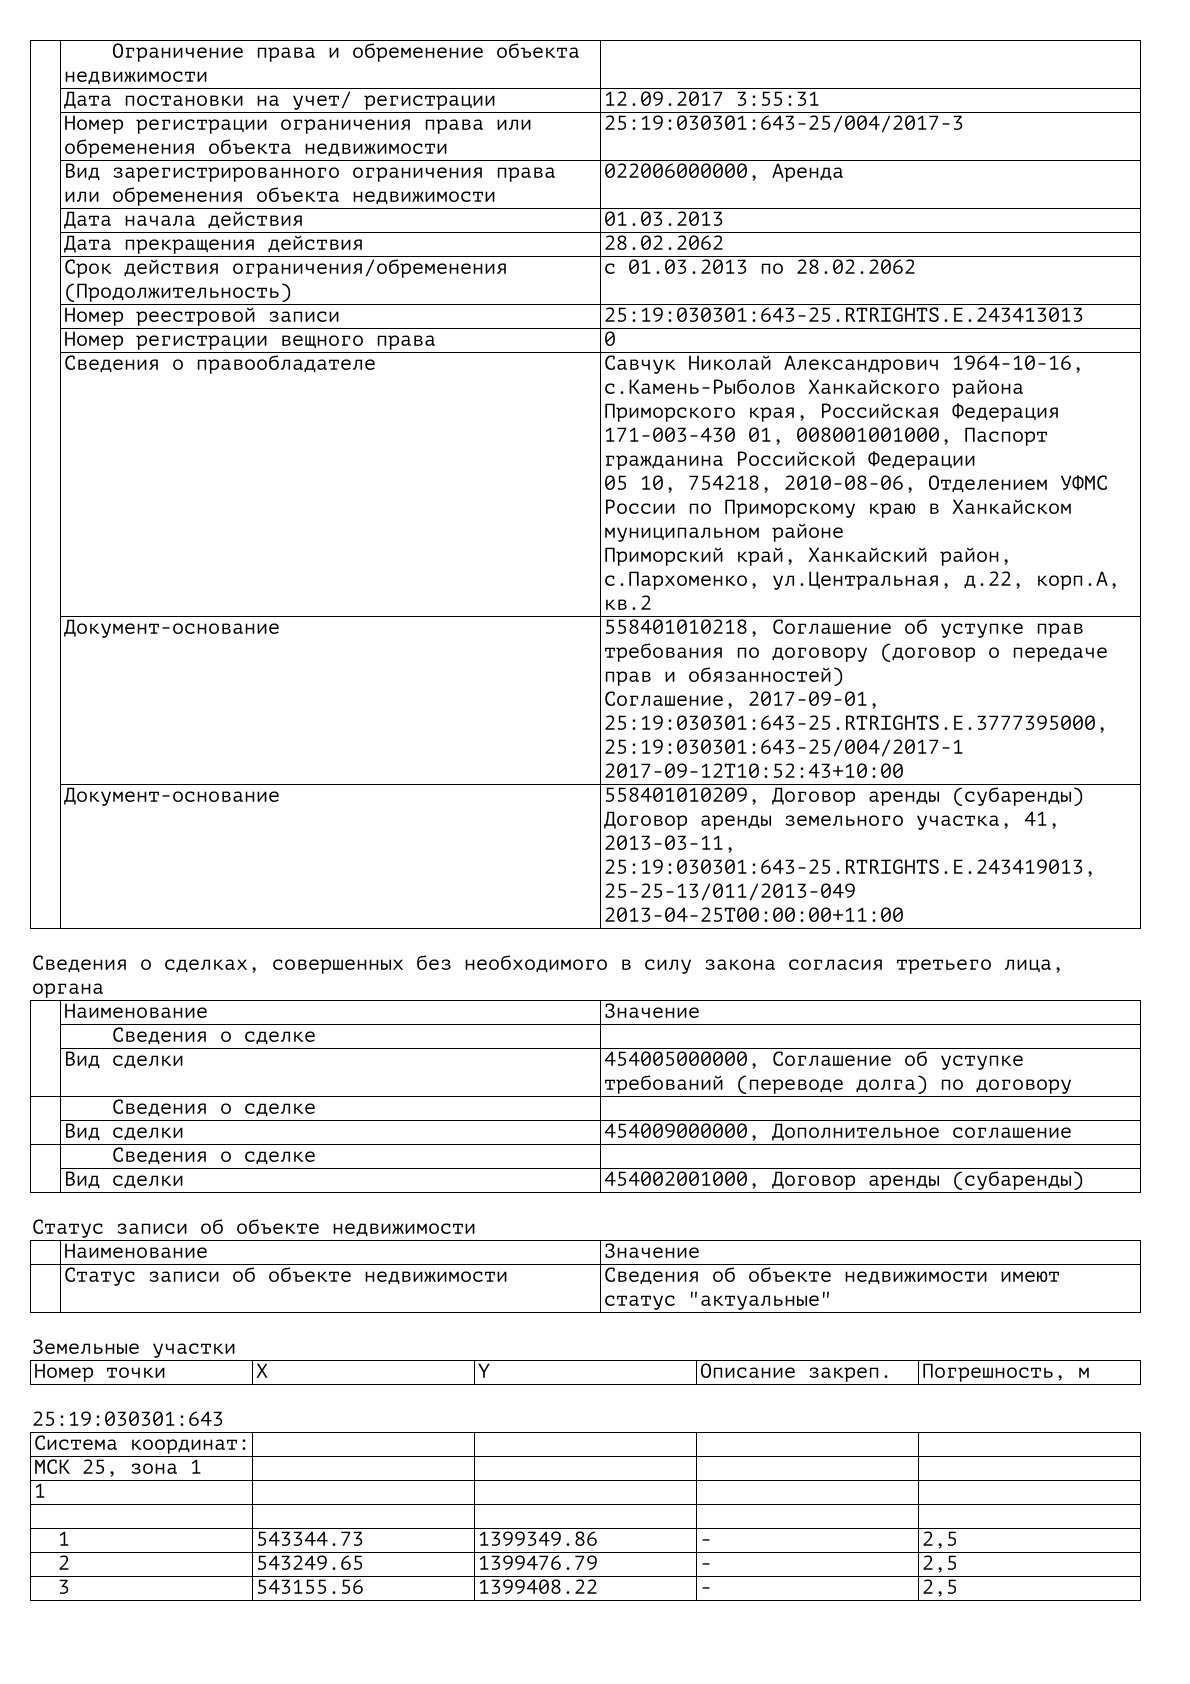 Ограничение права и обременение объекта
недвижимости
Дата постановки на учет/ регистрации 12.09.2017 3:55:31
Номер регистрации ограничения права или 25:19:030301:643-25/004/2017-3
обременения объекта недвижимости
Вид зарегистрированного ограничения права 022006000000, Аренда
или обременения объекта недвижимости
Дата начала действия 01.03.2013
Дата прекращения действия 28.02.2062
Срок действия ограничения/обременения с 01.03.2013 по 28.02.2062
(Продолжительность)
Номер реестровой записи 25:19:030301:643-25.RTRIGHTS.E.243413013
Номер регистрации вещного права 0
Сведения о правообладателе Савчук Николай Александрович 1964-10-16,
с.Камень-Рыболов Ханкайского района
Приморского края, Российская Федерация
171-003-430 01, 008001001000, Паспорт
гражданина Российской Федерации
05 10, 754218, 2010-08-06, Отделением УФМС
России по Приморскому краю в Ханкайском
муниципальном районе
Приморский край, Ханкайский район,
с.Пархоменко, ул.Центральная, д.22, корп.А,
кв.2
Документ-основание 558401010218, Соглашение об уступке прав
требования по договору (договор о передаче
прав и обязанностей)
Соглашение, 2017-09-01,
25:19:030301:643-25.RTRIGHTS.E.3777395000,
25:19:030301:643-25/004/2017-1
2017-09-12T10:52:43+10:00
Документ-основание 558401010209, Договор аренды (субаренды)
Договор аренды земельного участка, 41,
2013-03-11,
25:19:030301:643-25.RTRIGHTS.E.243419013,
25-25-13/011/2013-049
2013-04-25T00:00:00+11:00
Сведения о сделках, совершенных без необходимого в силу закона согласия третьего лица,
органа
Наименование Значение
Сведения о сделке
Вид сделки 454005000000, Соглашение об уступке
требований (переводе долга) по договору
Сведения о сделке
Вид сделки 454009000000, Дополнительное соглашение
Сведения о сделке
Вид сделки 454002001000, Договор аренды (субаренды)
Статус записи об объекте недвижимости
Наименование Значение
Статус записи об объекте недвижимости Сведения об объекте недвижимости имеют
статус "актуальные"
Земельные участки
Номер точки X Y Описание закреп. Погрешность, м
25:19:030301:643
Система координат:
МСК 25, зона 1
1
1 543344.73 1399349.86 - 2,5
2 543249.65 1399476.79 - 2,5
3 543155.56 1399408.22 - 2,5